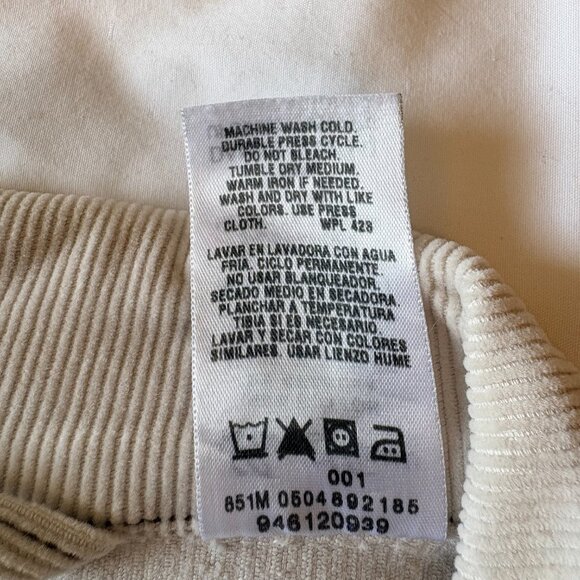 MACHINE WASH COLD.
DURABLE PRESS CYCLE.
DO NOT BLEACH.
TUMBLE DRY MEDIUM.
WARM IRON IF NEEDED.
WASH AND DRY WITH LIKE
COLORS. USE PRESS
CLOTH. WPL 423
LAVAR EN LAVADORA CON AGUA
FRIA. CICLO PERMANENTE.
NO USAR BLANQUEADOR.
SECADO MEDIO EN SECADORA.
PLANCHAR A TEMPERATURA
TIBIA SI ES NECESARIO.
LAVAR Y SECAR CON COLORES
SIMILARES. USAR LIENZO HUME
001
851M 0504892185
946120939